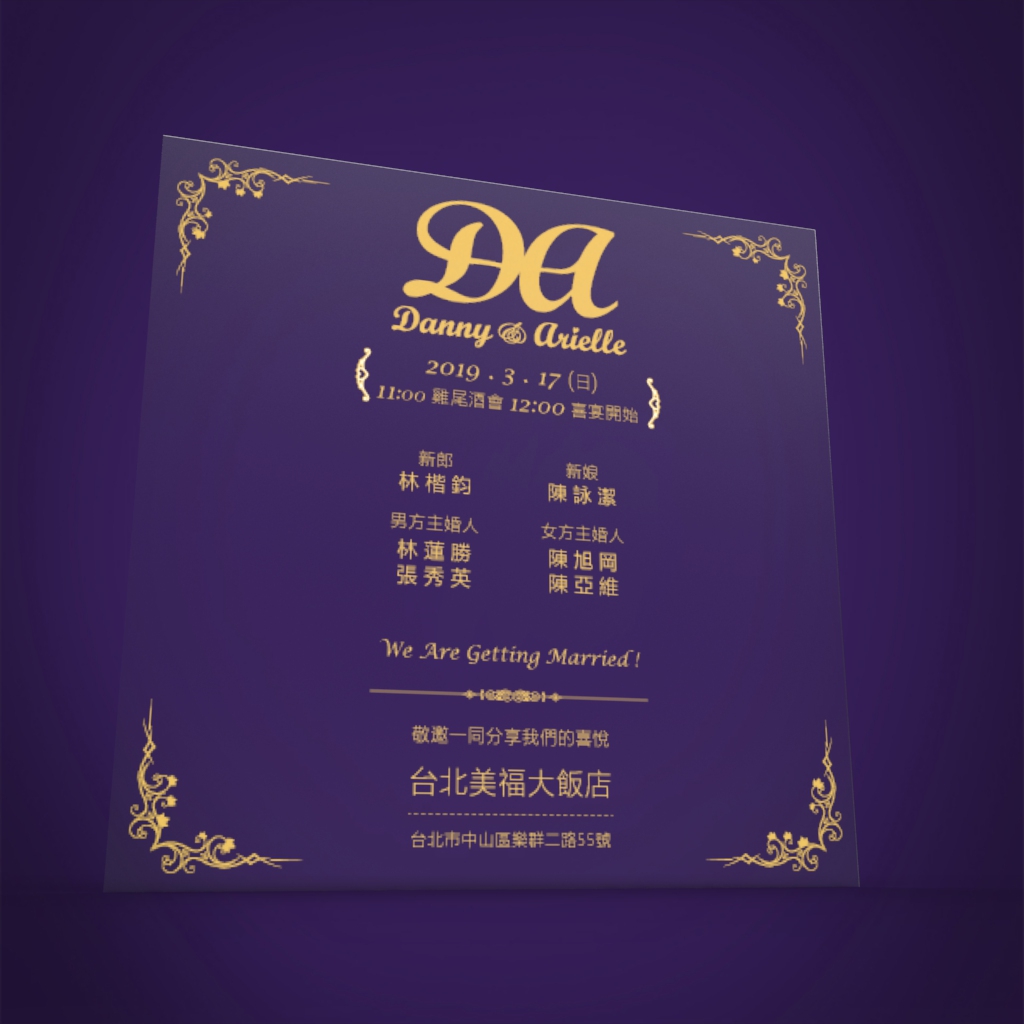 DA
Danny & Arielle
2019 . 3 . 17 (日)
11:00 雞尾酒會 12:00 喜宴開始
新郎
林楷鈞
新娘
陳詠潔
男方主婚人
林蓮勝
張秀英
女方主婚人
陳旭岡
陳亞維
We Are Getting Married !
敬邀一同分享我們的喜悅
台北美福大飯店
台北市中山區樂群二路55號